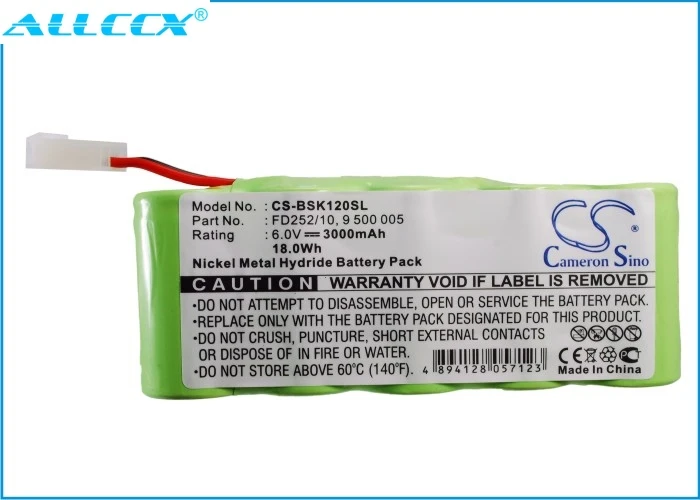 ALLCCX
®
Model No. : CS-BSK120SL
Part No. : FD252/10, 9 500 005
Rating : 6.0V 3000mAh
18.0Wh
Nickel Metal Hydride Battery Pack
CS
Cameron Sino
CAUTION WARRANTY VOID IF LABEL IS REMOVED
•DO NOT ATTEMPT TO DISASSEMBLE, OPEN OR SERVICE THE BATTERY PACK.
•REPLACE ONLY WITH BATTERY PACK DESIGNATED FOR THIS PRODUCT.
•DO NOT CRUSH, PUNCTURE, SHORT EXTERNAL CONTACTS OR
DISPOSE OF IN FIRE OR WATER.
•DO NOT STORE ABOVE 60°C (140°F).
4 894128 057123
CE
Made In China